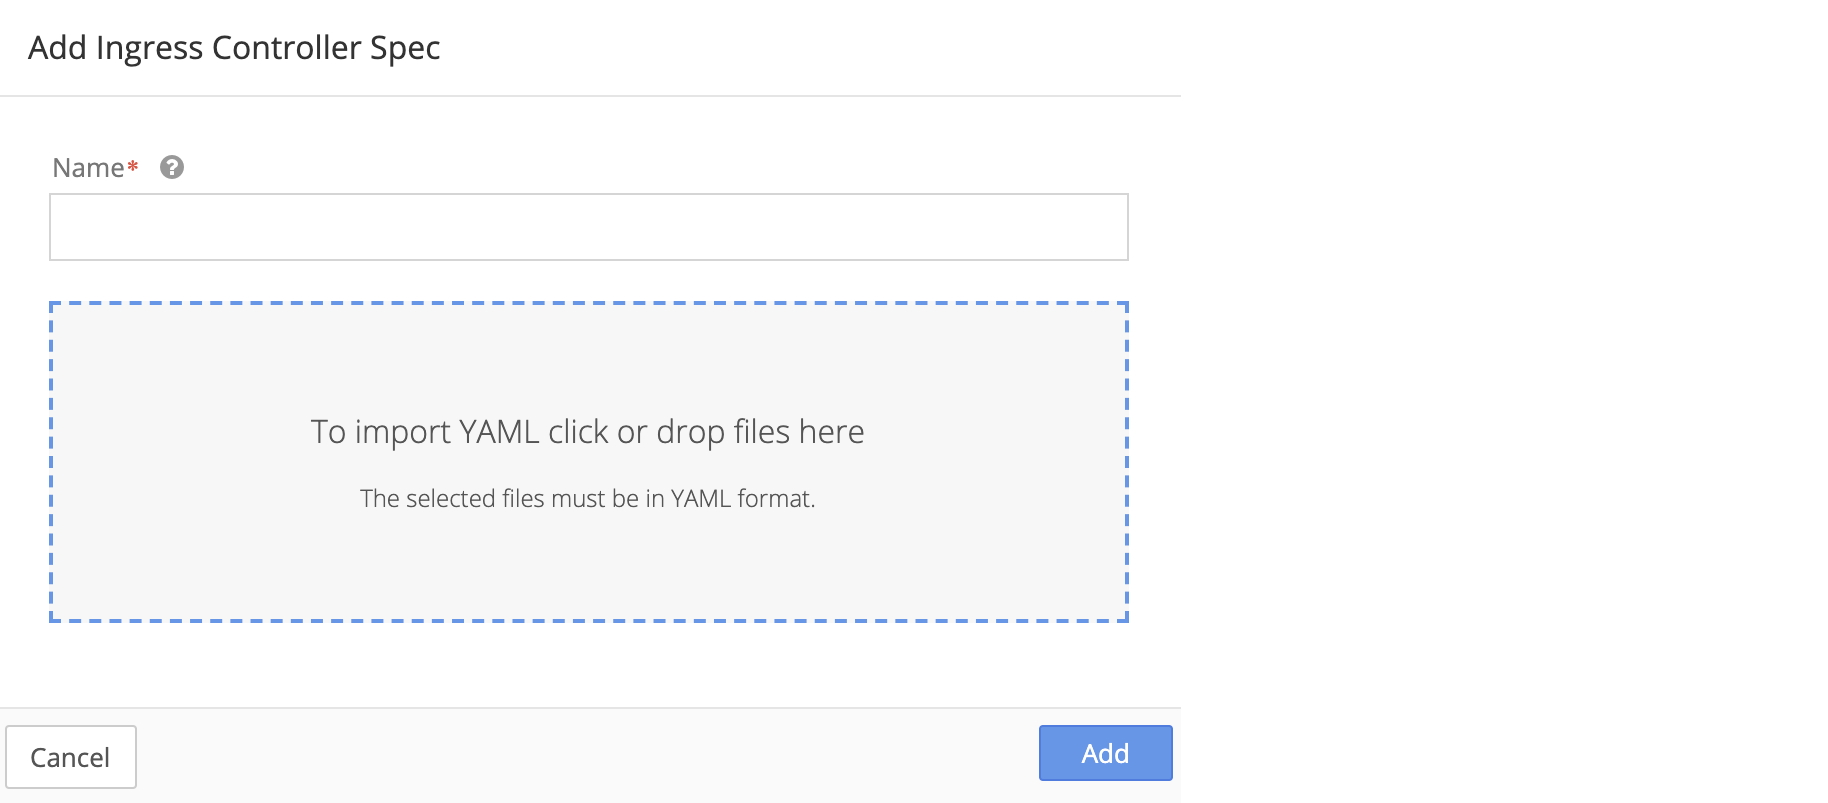 Add Ingress Controller Spec
Name* ?
To import YAML click or drop files here
The selected files must be in YAML format.
Cancel
Add